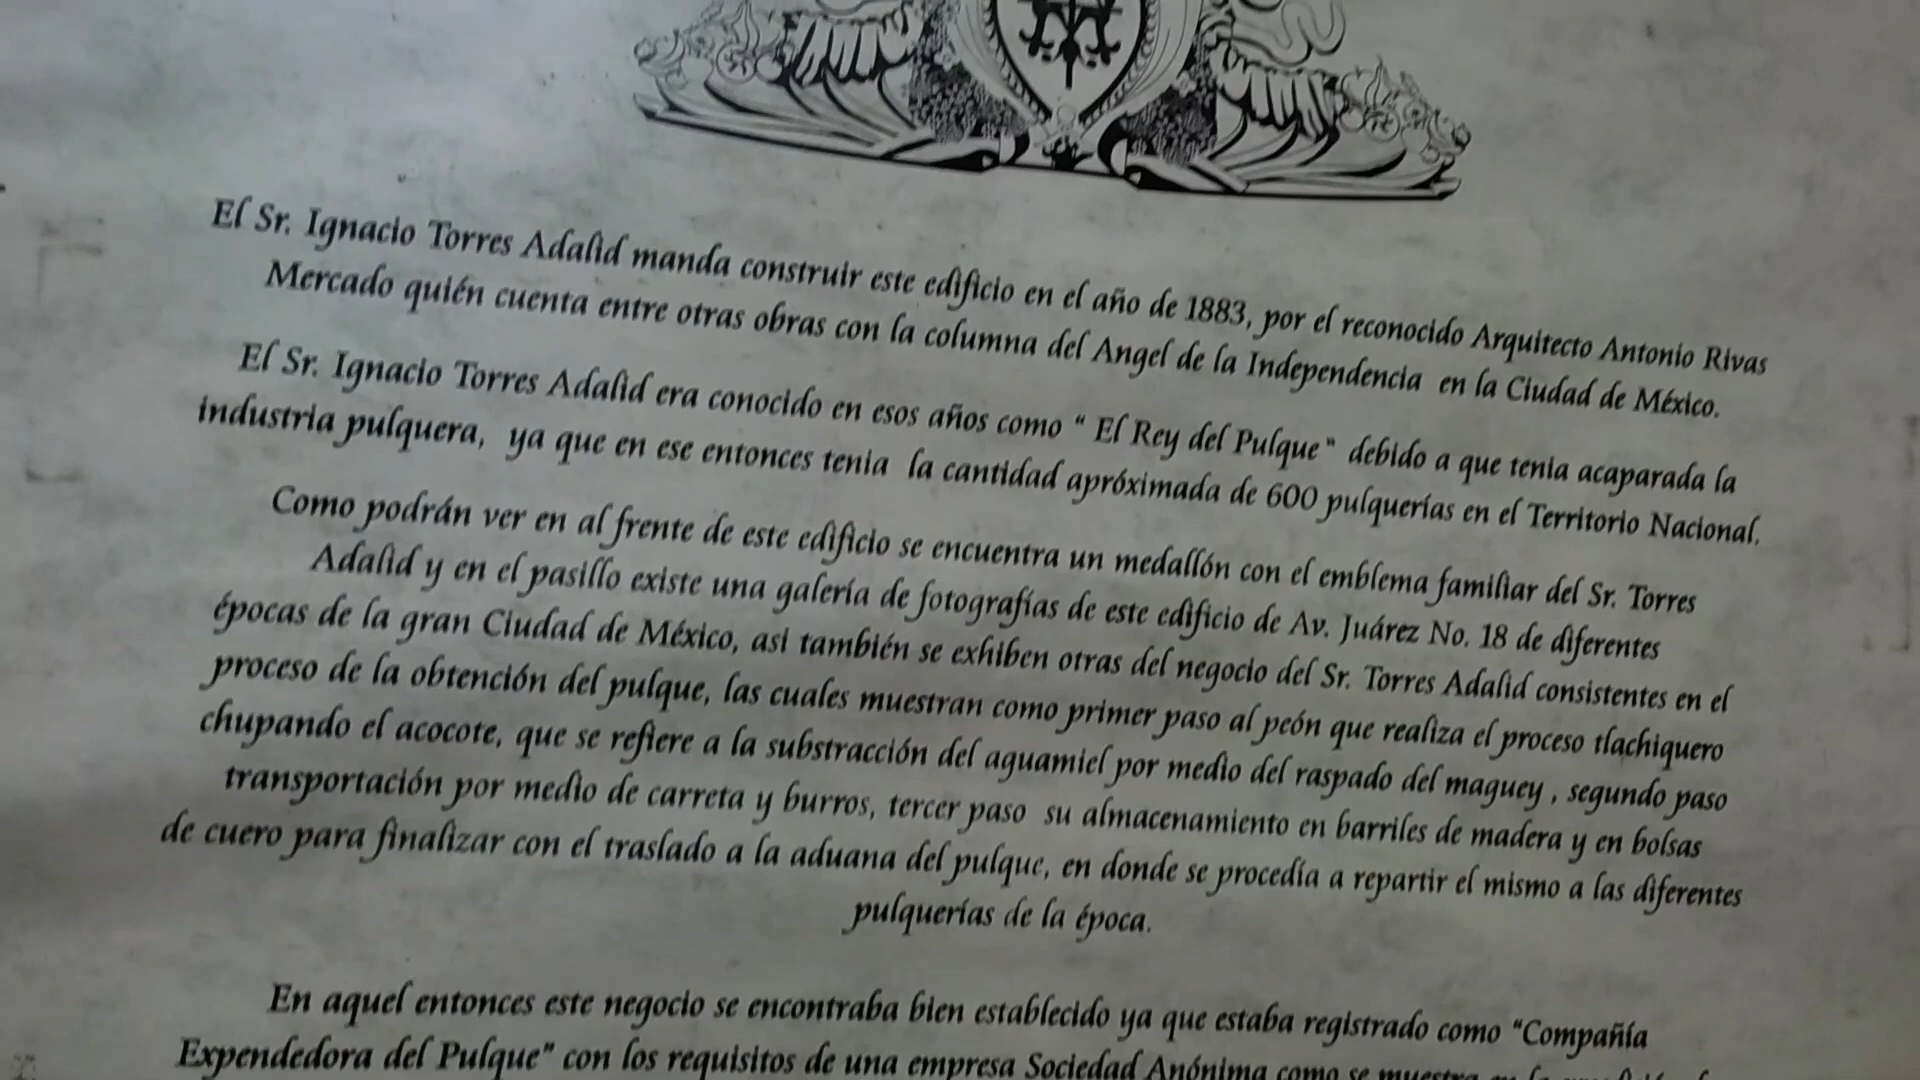 El Sr. Ignacio Torres Adalid manda construir este edificio en el año de 1883, por el reconocido Arquitecto Antonio Rivas
Mercado quién cuenta entre otras obras con la columna del Angel de la Independencia en la Ciudad de México.
El Sr. Ignacio Torres Adalid era conocido en esos años como " El Rey del Pulque" debido a que tenia acaparada la
industria pulquera, ya que en ese entonces tenia la cantidad apróximada de 600 pulquerías en el Territorio Nacional.
Como podrán ver en al frente de este edificio se encuentra un medallón con el emblema familiar del Sr. Torres
Adalid y en el pasillo existe una galería de fotografías de este edificio de Av. Juárez No. 18 de diferentes
épocas de la gran Ciudad de México, asi también se exhiben otras del negocio del Sr. Torres Adalid consistentes en el
proceso de la obtención del pulque, las cuales muestran como primer paso al peón que realiza el proceso tlachiquero
chupando el acocote, que se refiere a la substracción del aguamiel por medio del raspado del maguey , segundo paso
transportación por medio de carreta y burros, tercer paso su almacenamiento en barriles de madera y en bolsas
de cuero para finalizar con el traslado a la aduana del pulque, en donde se procedía a repartir el mismo a las diferentes
pulquerías de la época.
En aquel entonces este negocio se encontraba bien establecido ya que estaba registrado como "Compañía
Expendedora del Pulque" con los requisitos de una empresa Sociedad Anónima como se muestra